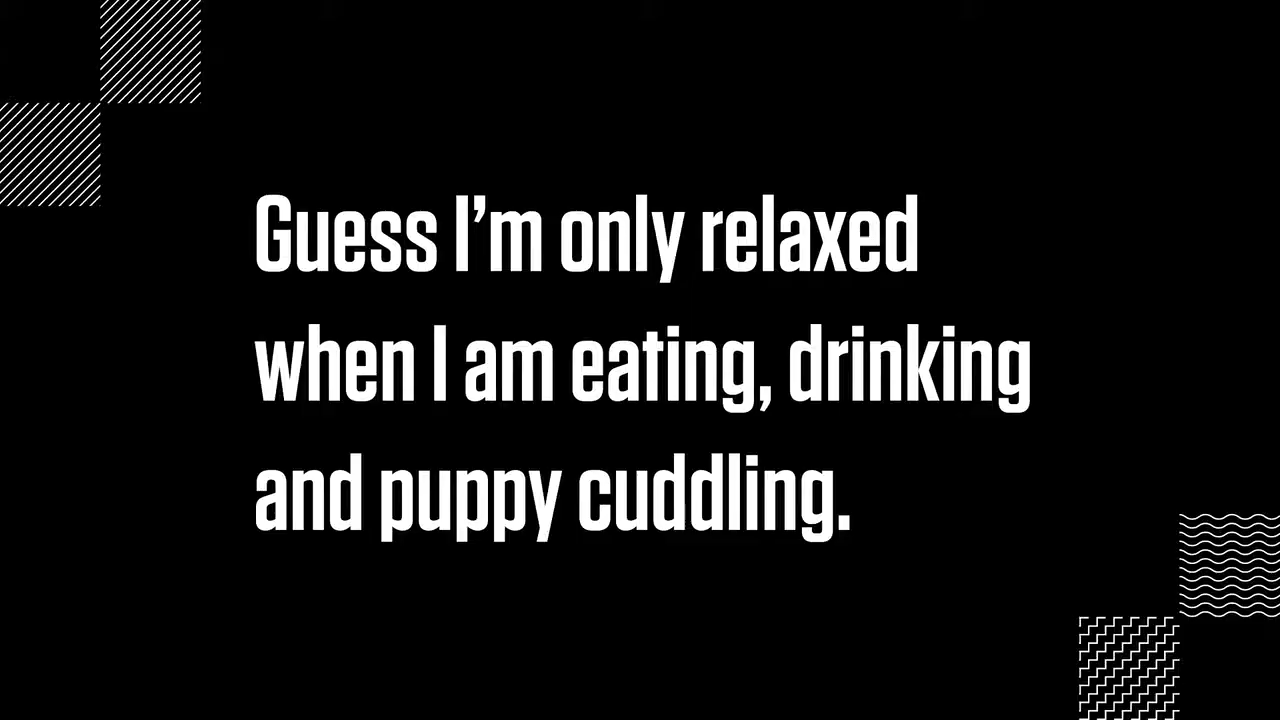 Guess I’m only relaxed
when I am eating, drinking
and puppy cuddling.